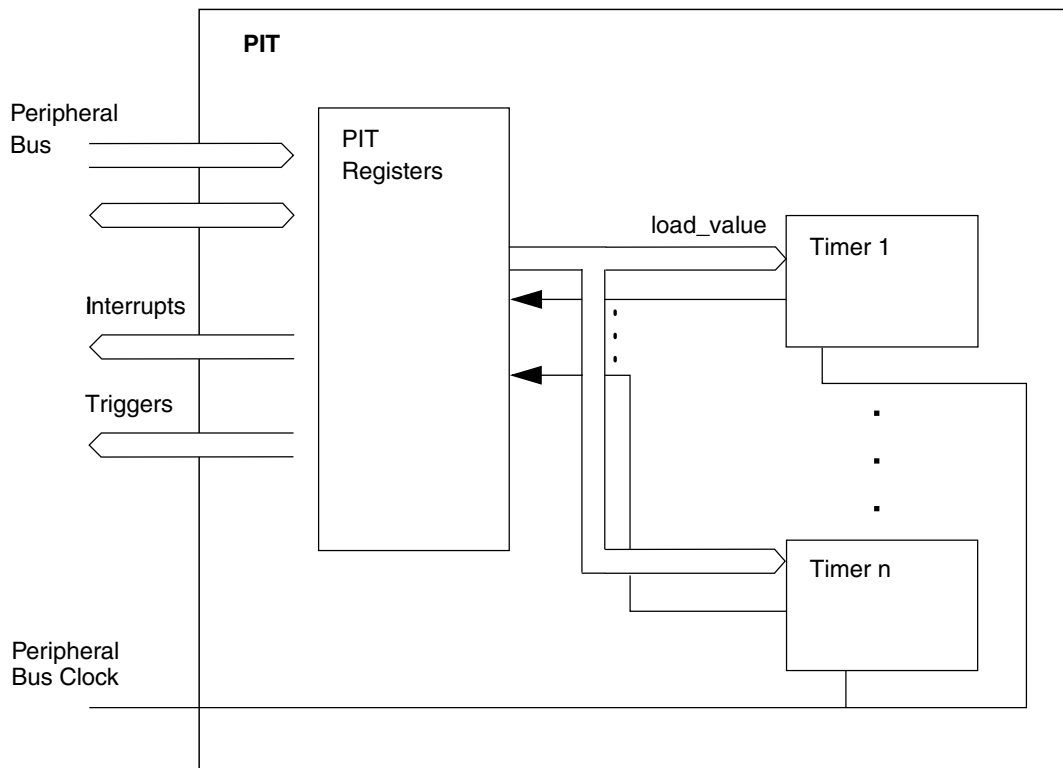 PIT
Peripheral
Bus
PIT
Registers
load_value
Timer 1
Interrupts
Triggers
Timer n
Peripheral
Bus Clock